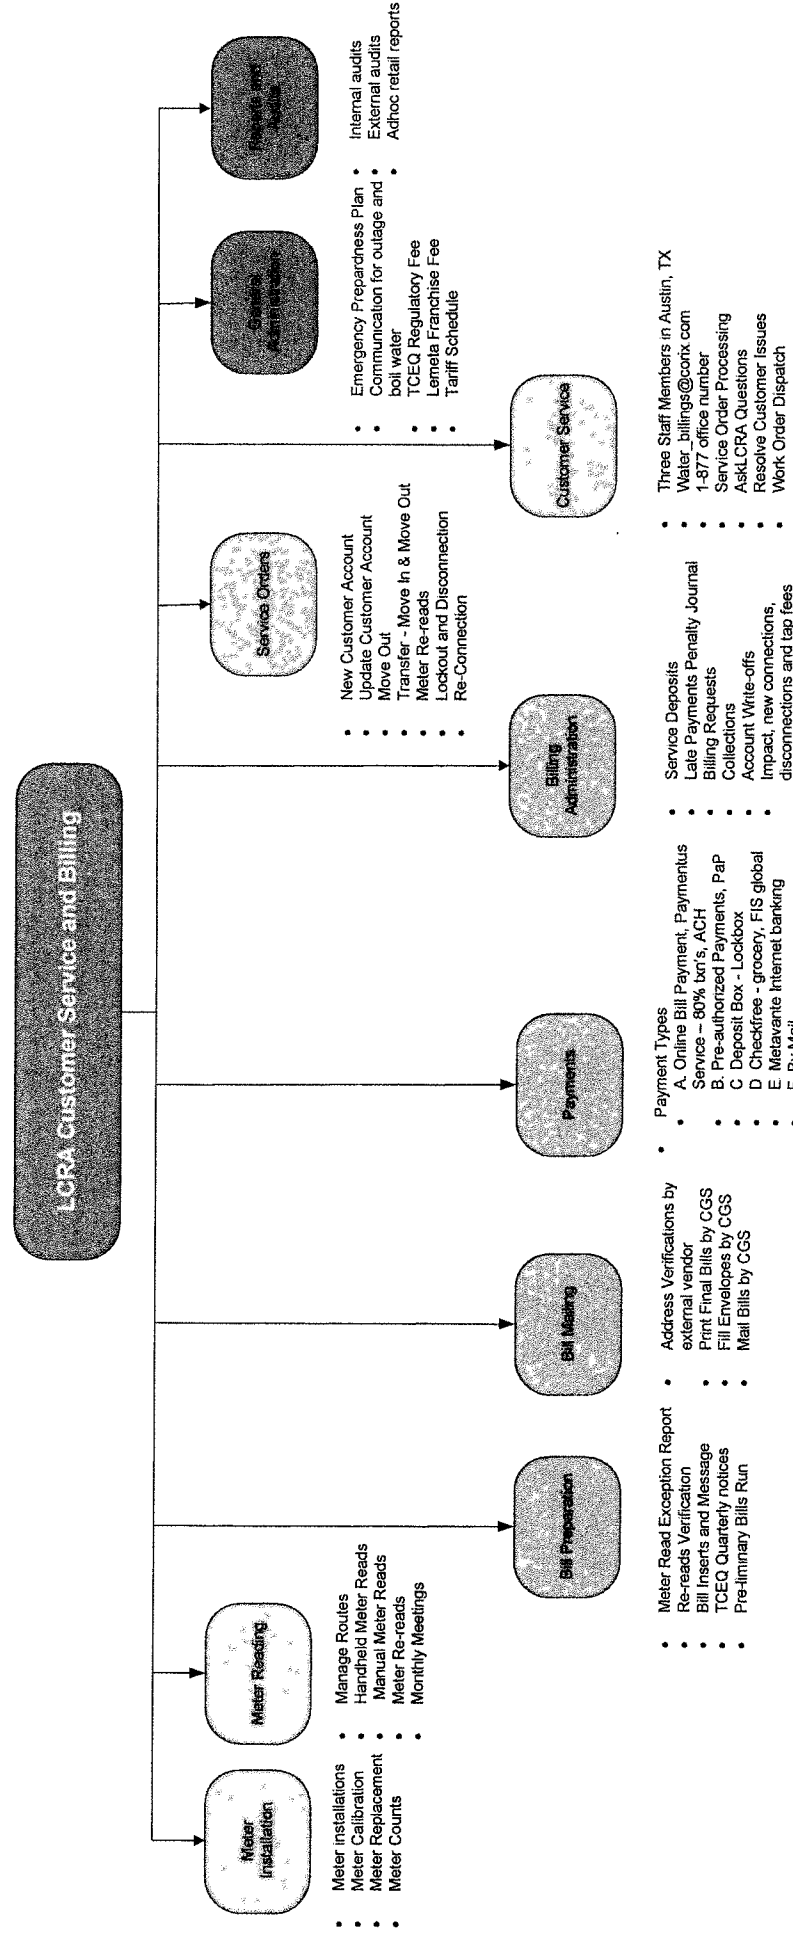 LCRA Customer Service and Billing
Meter
Installation
• Meter installations
• Meter Calibration
• Meter Replacement
• Meter Counts
Meter Reading
• Manage Routes
• Handheld Meter Reads
• Manual Meter Reads
• Meter Re-reads
• Monthly Meetings
Bill Preparation
• Meter Read Exception Report
• Re-reads Verification
• Bill Inserts and Message
• TCEQ Quarterly notices
• Pre-liminary Bills Run
Bill Mailing
• Address Verifications by
external vendor
• Print Final Bills by CGS
• Fill Envelopes by CGS
• Mail Bills by CGS
Payments
• Payment Types
• A. Online Bill Payment, Paymentus
Service – 80% txn's, ACH
• B. Pre-authorized Payments, PaP
• C Deposit Box - Lockbox
• D Checkfree - grocery, FIS global
• E. Metavante Internet banking
• F. By Mail
Billing
Administration
• Service Deposits
• Late Payments Penalty Journal
• Billing Requests
• Collections
• Account Write-offs
• Impact, new connections,
disconnections and tap fees
Service Orders
• New Customer Account
• Update Customer Account
• Move Out
• Transfer - Move In & Move Out
• Meter Re-reads
• Lockout and Disconnection
• Re-Connection
Customer Service
• Three Staff Members in Austin, TX
• Water_billings@corix.com
• 1-877 office number
• Service Order Processing
• AskLCRA Questions
• Resolve Customer Issues
• Work Order Dispatch
General
Administration
• Emergency Prepardness Plan
• Communication for outage and
boil water
• TCEQ Regulatory Fee
• Lemeta Franchise Fee
• Tariff Schedule
Reports and
Audits
• Internal audits
• External audits
• Adhoc retail reports